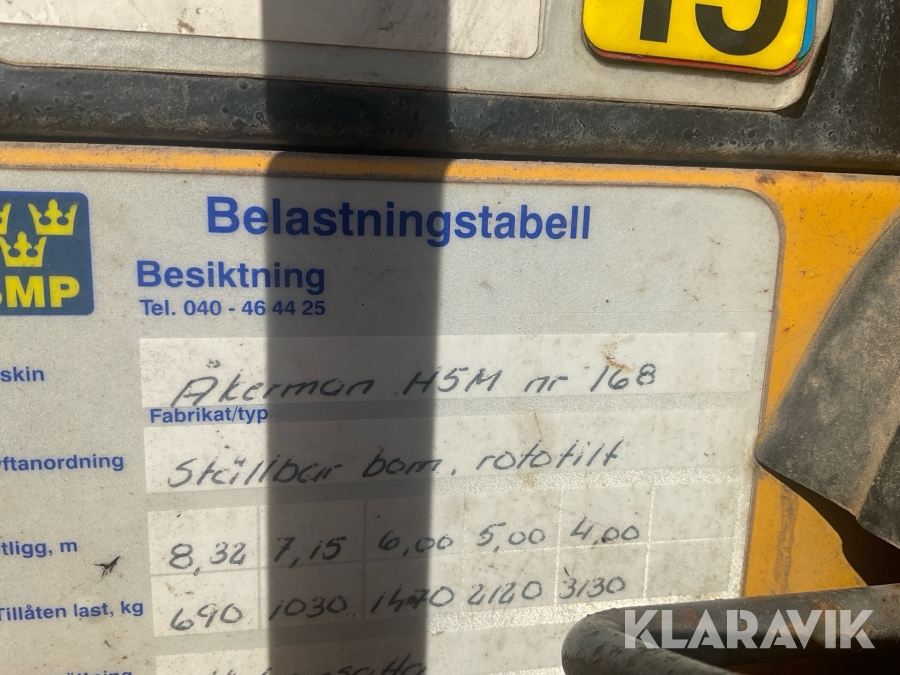 15
Belastningstabell
SMP
Besiktning
Tel. 040 - 46 44 25
skin
Åkerman H5M nr 168
Fabrikat/typ
ftanordning
Ställbar bom, rototilt
tligg, m
8,32 7,15 6,00 5,00 4,00
Tillåten last, kg
690 1030 1470 2120 3130
KLARAVIK